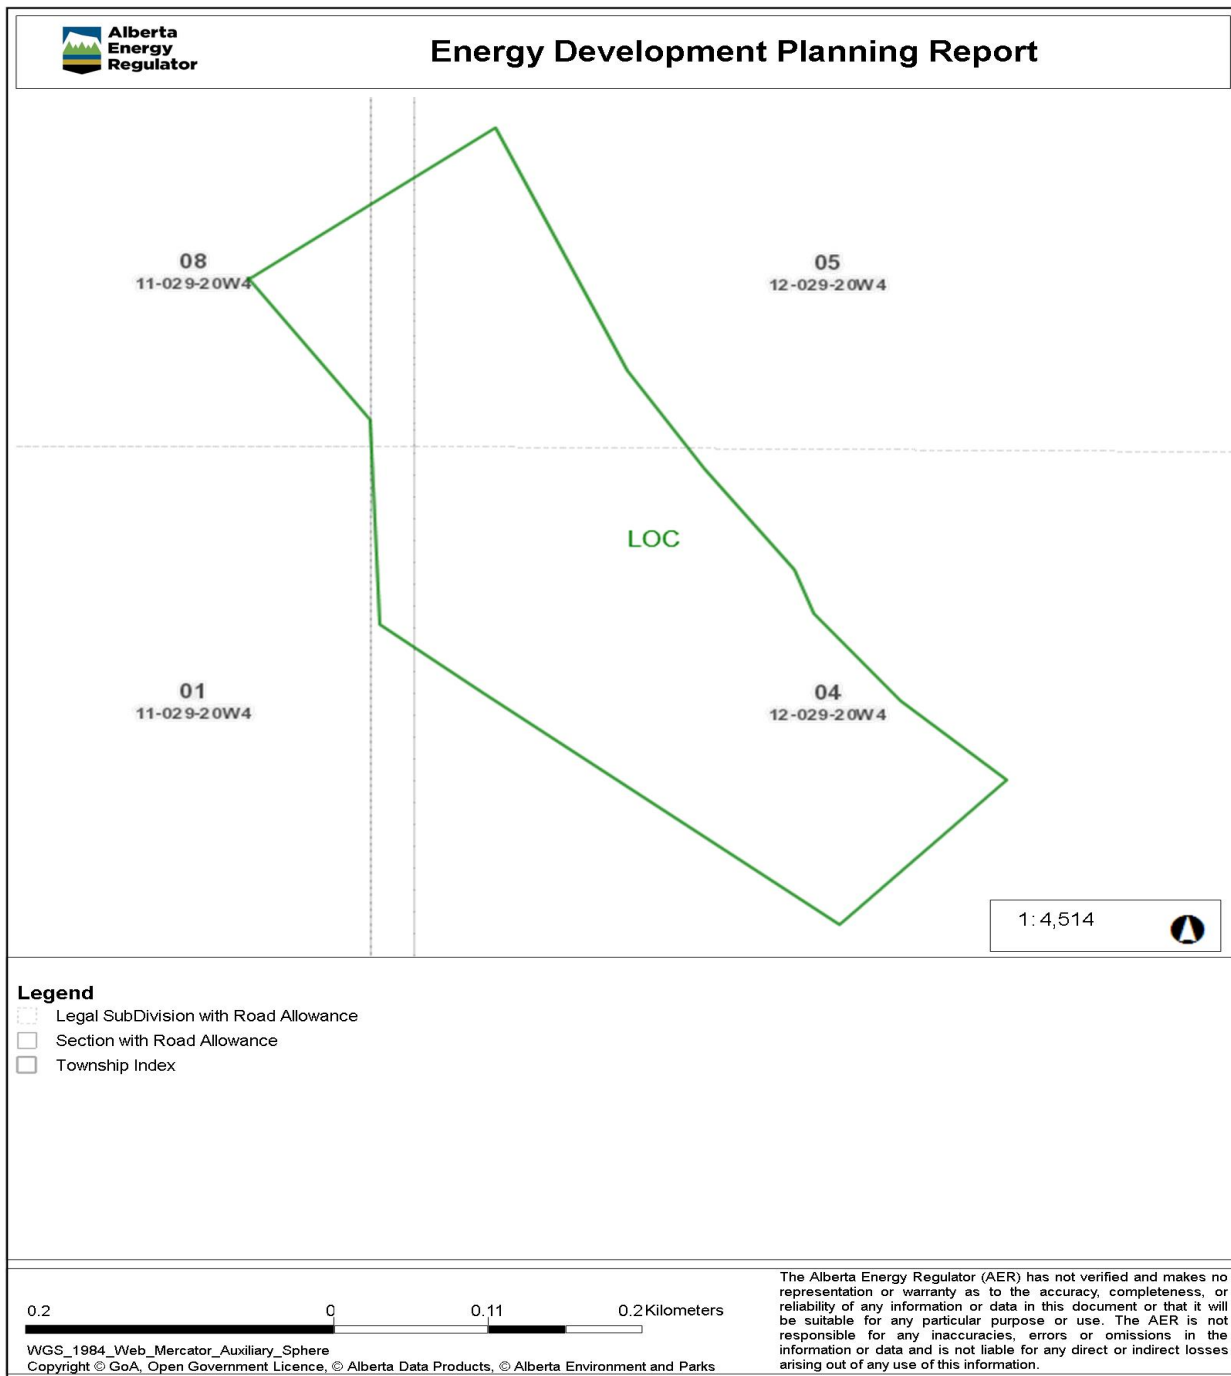 Alberta
Energy
Regulator
Energy Development Planning Report
08
11-029-20W4
05
12-029-20W4
LOC
01
11-029-20W4
04
12-029-20W4
1: 4,514
Legend
Legal SubDivision with Road Allowance
Section with Road Allowance
Township Index
0.2 0 0.11 0.2 Kilometers
WGS_1984_Web_Mercator_Auxiliary_Sphere
Copyright © GoA, Open Government Licence, © Alberta Data Products, © Alberta Environment and Parks
The Alberta Energy Regulator (AER) has not verified and makes no
representation or warranty as to the accuracy, completeness, or
reliability of any information or data in this document or that it will
be suitable for any particular purpose or use. The AER is not
responsible for any inaccuracies, errors or omissions in the
information or data and is not liable for any direct or indirect losses
arising out of any use of this information.